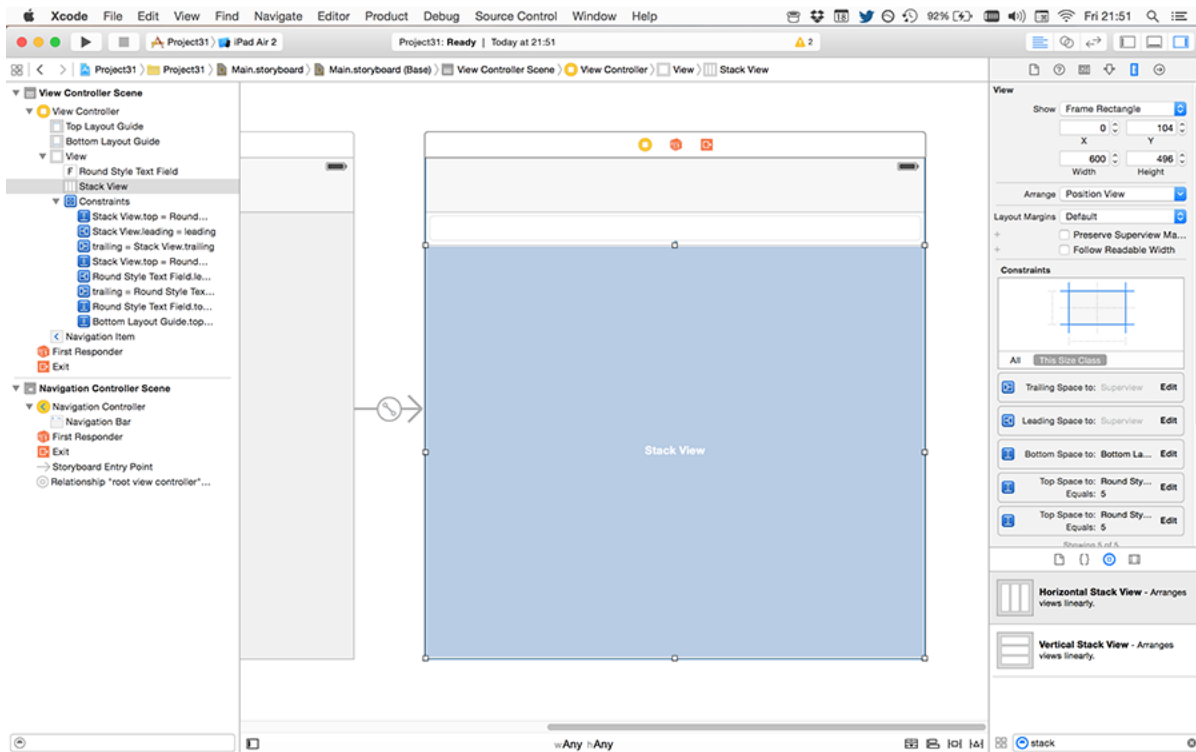 Xcode File Edit View Find Navigate Editor Product Debug Source Control Window Help 18 92% Fri 21:51
Project31 iPad Air 2 Project31: Ready | Today at 21:51 2
Project31 Project31 Main.storyboard Main.storyboard (Base) View Controller Scene View Controller View Stack View
View Controller Scene
View Controller
Top Layout Guide
Bottom Layout Guide
View
F Round Style Text Field
Stack View
Constraints
Stack View.top = Round...
Stack View.leading = leading
trailing = Stack View.trailing
Stack View.top = Round...
Round Style Text Field.le...
trailing = Round Style Tex...
Round Style Text Field.to...
Bottom Layout Guide.top...
Navigation Item
First Responder
Exit
Navigation Controller Scene
Navigation Controller
Navigation Bar
First Responder
Exit
Storyboard Entry Point
Relationship "root view controller"...
Stack View
wAny hAny
View
Show Frame Rectangle
0 104
X Y
600 496
Width Height
Arrange Position View
Layout Margins Default
Preserve Superview Ma...
Follow Readable Width
Constraints
All This Size Class
Trailing Space to: Superview Edit
Leading Space to: Superview Edit
Bottom Space to: Bottom La... Edit
Top Space to: Round Sty... Edit
Equals: 5
Top Space to: Round Sty... Edit
Equals: 5
Showing 5 of 5
{}
Horizontal Stack View - Arranges
views linearly.
Vertical Stack View - Arranges
views linearly.
stack